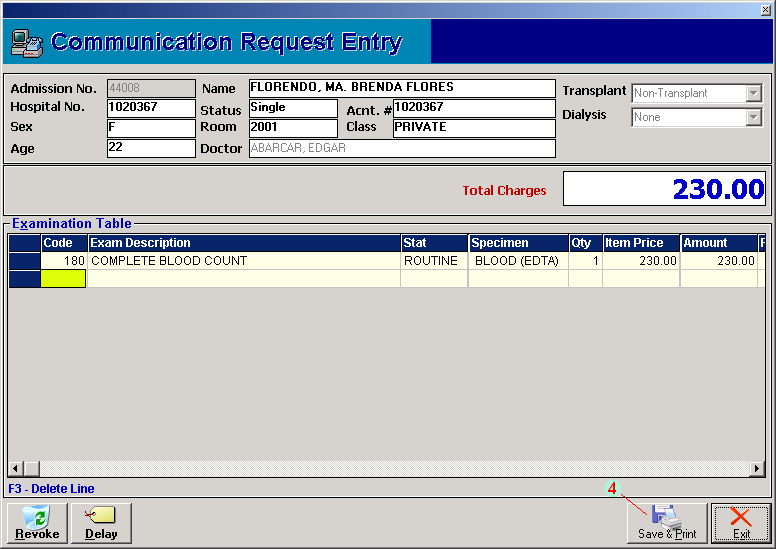 Communication Request Entry
Admission No. 44008 Name FLORENDO, MA. BRENDA FLORES Transplant Non-Transplant
Hospital No. 1020367 Status Single Acnt. # 1020367 Dialysis None
Sex F Room 2001 Class PRIVATE
Age 22 Doctor ABARCAR, EDGAR
Total Charges 230.00
Examination Table
Code Exam Description Stat Specimen Qty Item Price Amount
180 COMPLETE BLOOD COUNT ROUTINE BLOOD (EDTA) 1 230.00 230.00
F3 - Delete Line
4
Revoke Delay Save & Print Exit